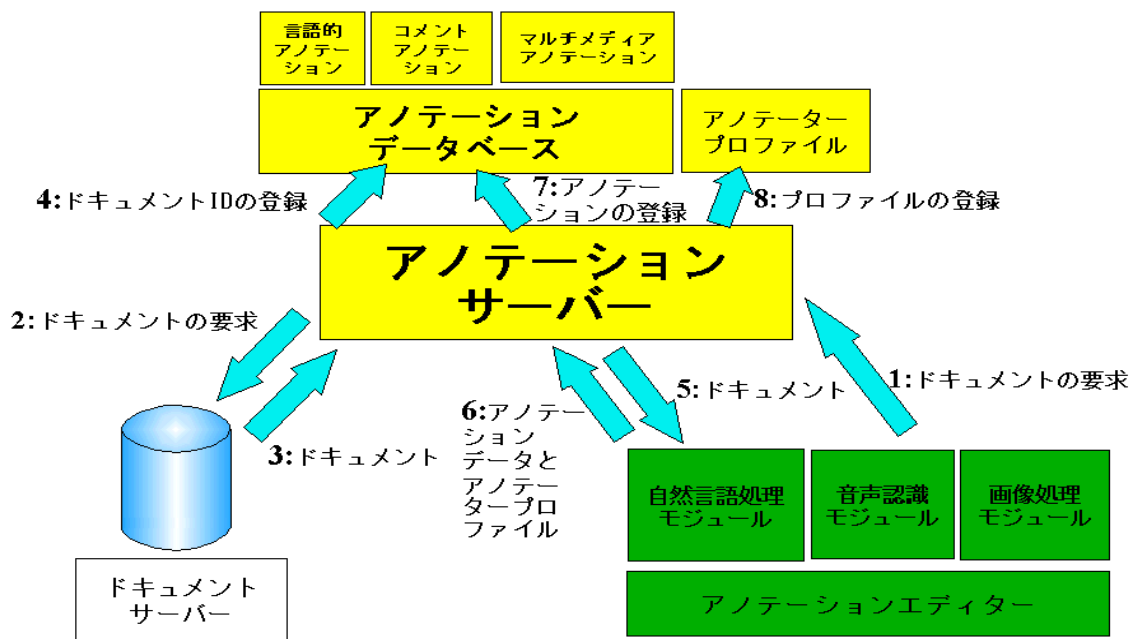 言語的
アノテー
ション
コメント
アノテー
ション
マルチメディア
アノテーション
アノテーション
データベース
アノテーター
プロファイル
4:ドキュメントIDの登録
7:アノテー
ションの登録
8:プロファイルの登録
アノテーション
サーバー
2:ドキュメントの要求
3:ドキュメント
6:アノテー
ション
データと
アノテー
タープロ
ファイル
5:ドキュメント
1:ドキュメントの要求
自然言語処理
モジュール
音声認識
モジュール
画像処理
モジュール
アノテーションエディター
ドキュメント
サーバー